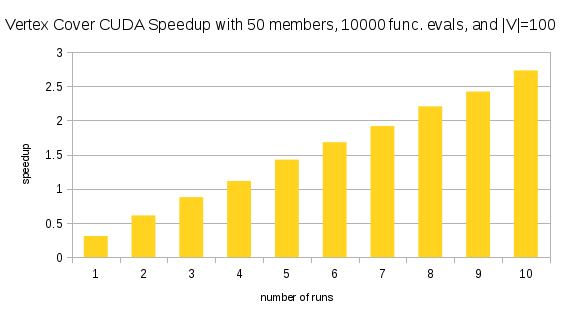 Vertex Cover CUDA Speedup with 50 members, 10000 func. evals, and |V|=100
3
2.5
2
1.5
1
0.5
0
speedup
1 2 3 4 5 6 7 8 9 10
number of runs